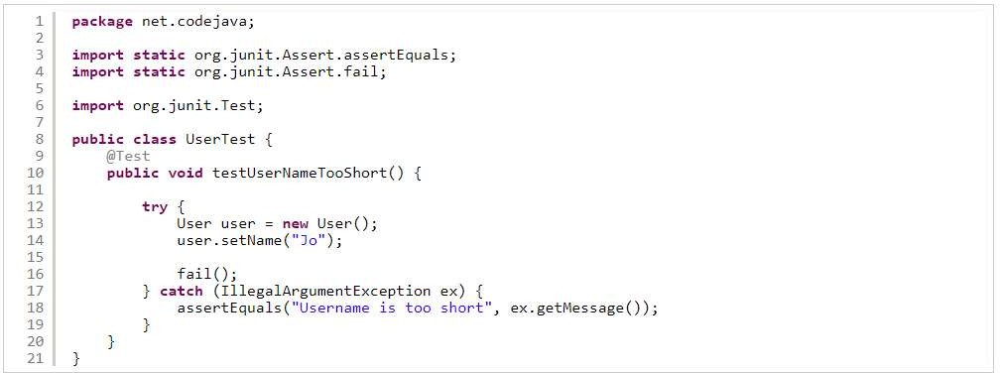 1 package net.codejava;
2
3 import static org.junit.Assert.assertEquals;
4 import static org.junit.Assert.fail;
5
6 import org.junit.Test;
7
8 public class UserTest {
9     @Test
10     public void testUserNameTooShort() {
11
12         try {
13             User user = new User();
14             user.setName("Jo");
15
16             fail();
17         } catch (IllegalArgumentException ex) {
18             assertEquals("Username is too short", ex.getMessage());
19         }
20     }
21 }